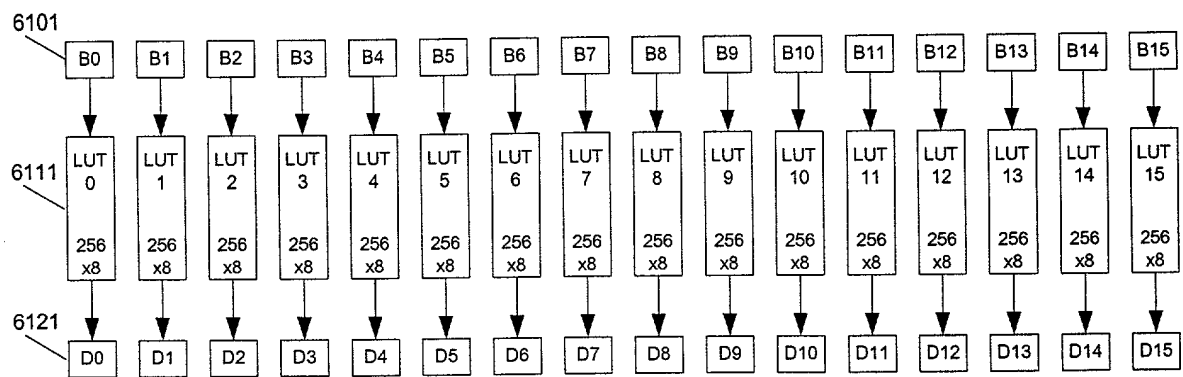 6101
B0 B1 B2 B3 B4 B5 B6 B7 B8 B9 B10 B11 B12 B13 B14 B15
6111
LUT LUT LUT LUT LUT LUT LUT LUT LUT LUT LUT LUT LUT LUT LUT LUT
0 1 2 3 4 5 6 7 8 9 10 11 12 13 14 15
256 256 256 256 256 256 256 256 256 256 256 256 256 256 256 256
x8 x8 x8 x8 x8 x8 x8 x8 x8 x8 x8 x8 x8 x8 x8 x8
6121
D0 D1 D2 D3 D4 D5 D6 D7 D8 D9 D10 D11 D12 D13 D14 D15